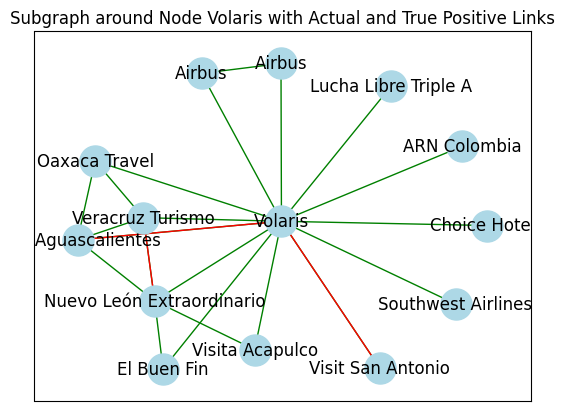 Subgraph around Node Volaris with Actual and True Positive Links
Airbus
Airbus
Lucha Libre Triple A
ARN Colombia
Oaxaca Travel
Veracruz Turismo
Volaris
Choice Hote
Aguascalientes
Nuevo León Extraordinario
Southwest Airlines
Visita Acapulco
El Buen Fin
Visit San Antonio